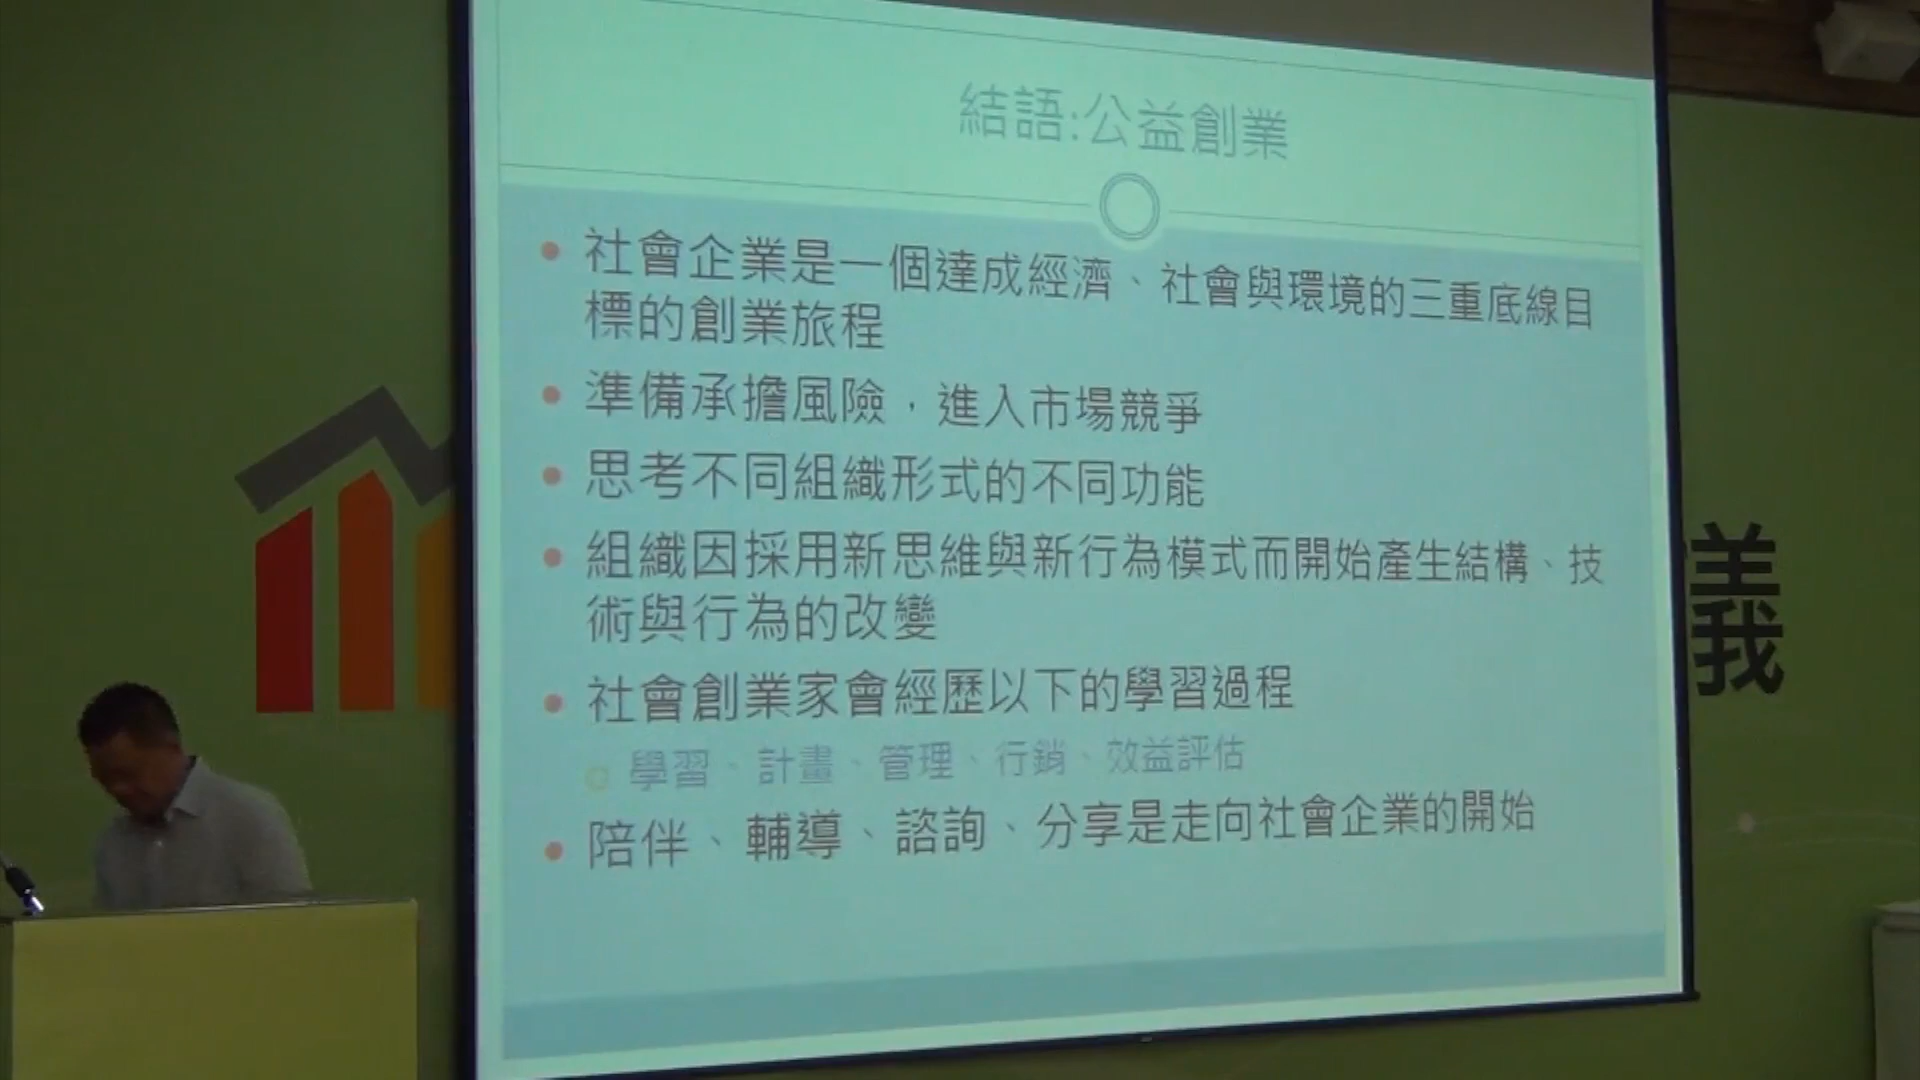 結語:公益創業
社會企業是一個達成經濟、社會與環境的三重底線目
標的創業旅程
準備承擔風險，進入市場競爭
思考不同組織形式的不同功能
組織因採用新思維與新行為模式而開始產生結構、技
術與行為的改變
社會創業家會經歷以下的學習過程
學習、計畫、管理、行銷、效益評估
陪伴、輔導、諮詢、分享是走向社會企業的開始
義